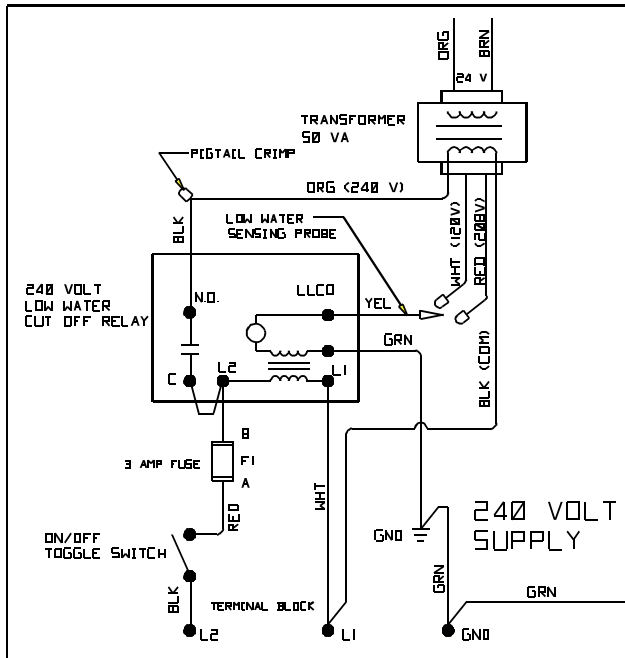 ORG
BRN
24 V
TRANSFORMER
50 VA
PIGTAIL CRIMP
ORG (240 V)
BLK
LOW WATER
SENSING PROBE
WHT (120V)
RED (208V)
240 VOLT
LOW WATER
CUT OFF RELAY
N.O.
LLCO
YEL
GRN
BLK (COM)
C
L2
L1
B
3 AMP FUSE
F1
A
RED
WHT
ON/OFF
TOGGLE SWITCH
GND
240 VOLT
SUPPLY
GRN
GRN
BLK
TERMINAL BLOCK
L2
L1
GND